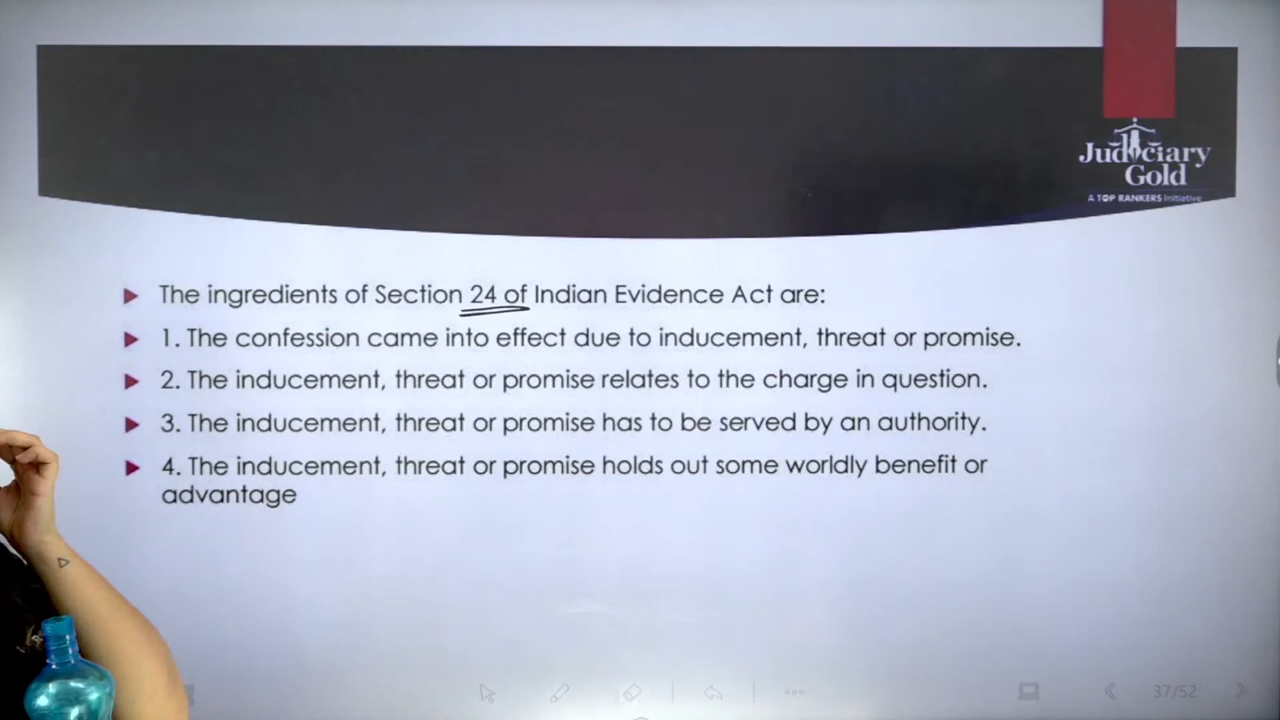 Judiciary
Gold
A TOP RANKERS Initiative
The ingredients of Section 24 of Indian Evidence Act are:
1. The confession came into effect due to inducement, threat or promise.
2. The inducement, threat or promise relates to the charge in question.
3. The inducement, threat or promise has to be served by an authority.
4. The inducement, threat or promise holds out some worldly benefit or
advantage
37/52